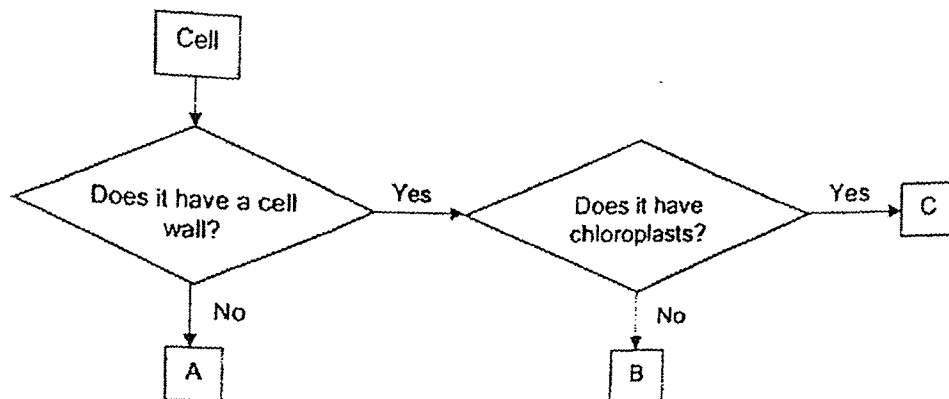 Cell
Does it have a cell
wall?
Yes
Does it have
chloroplasts?
Yes
C
No
A
No
B